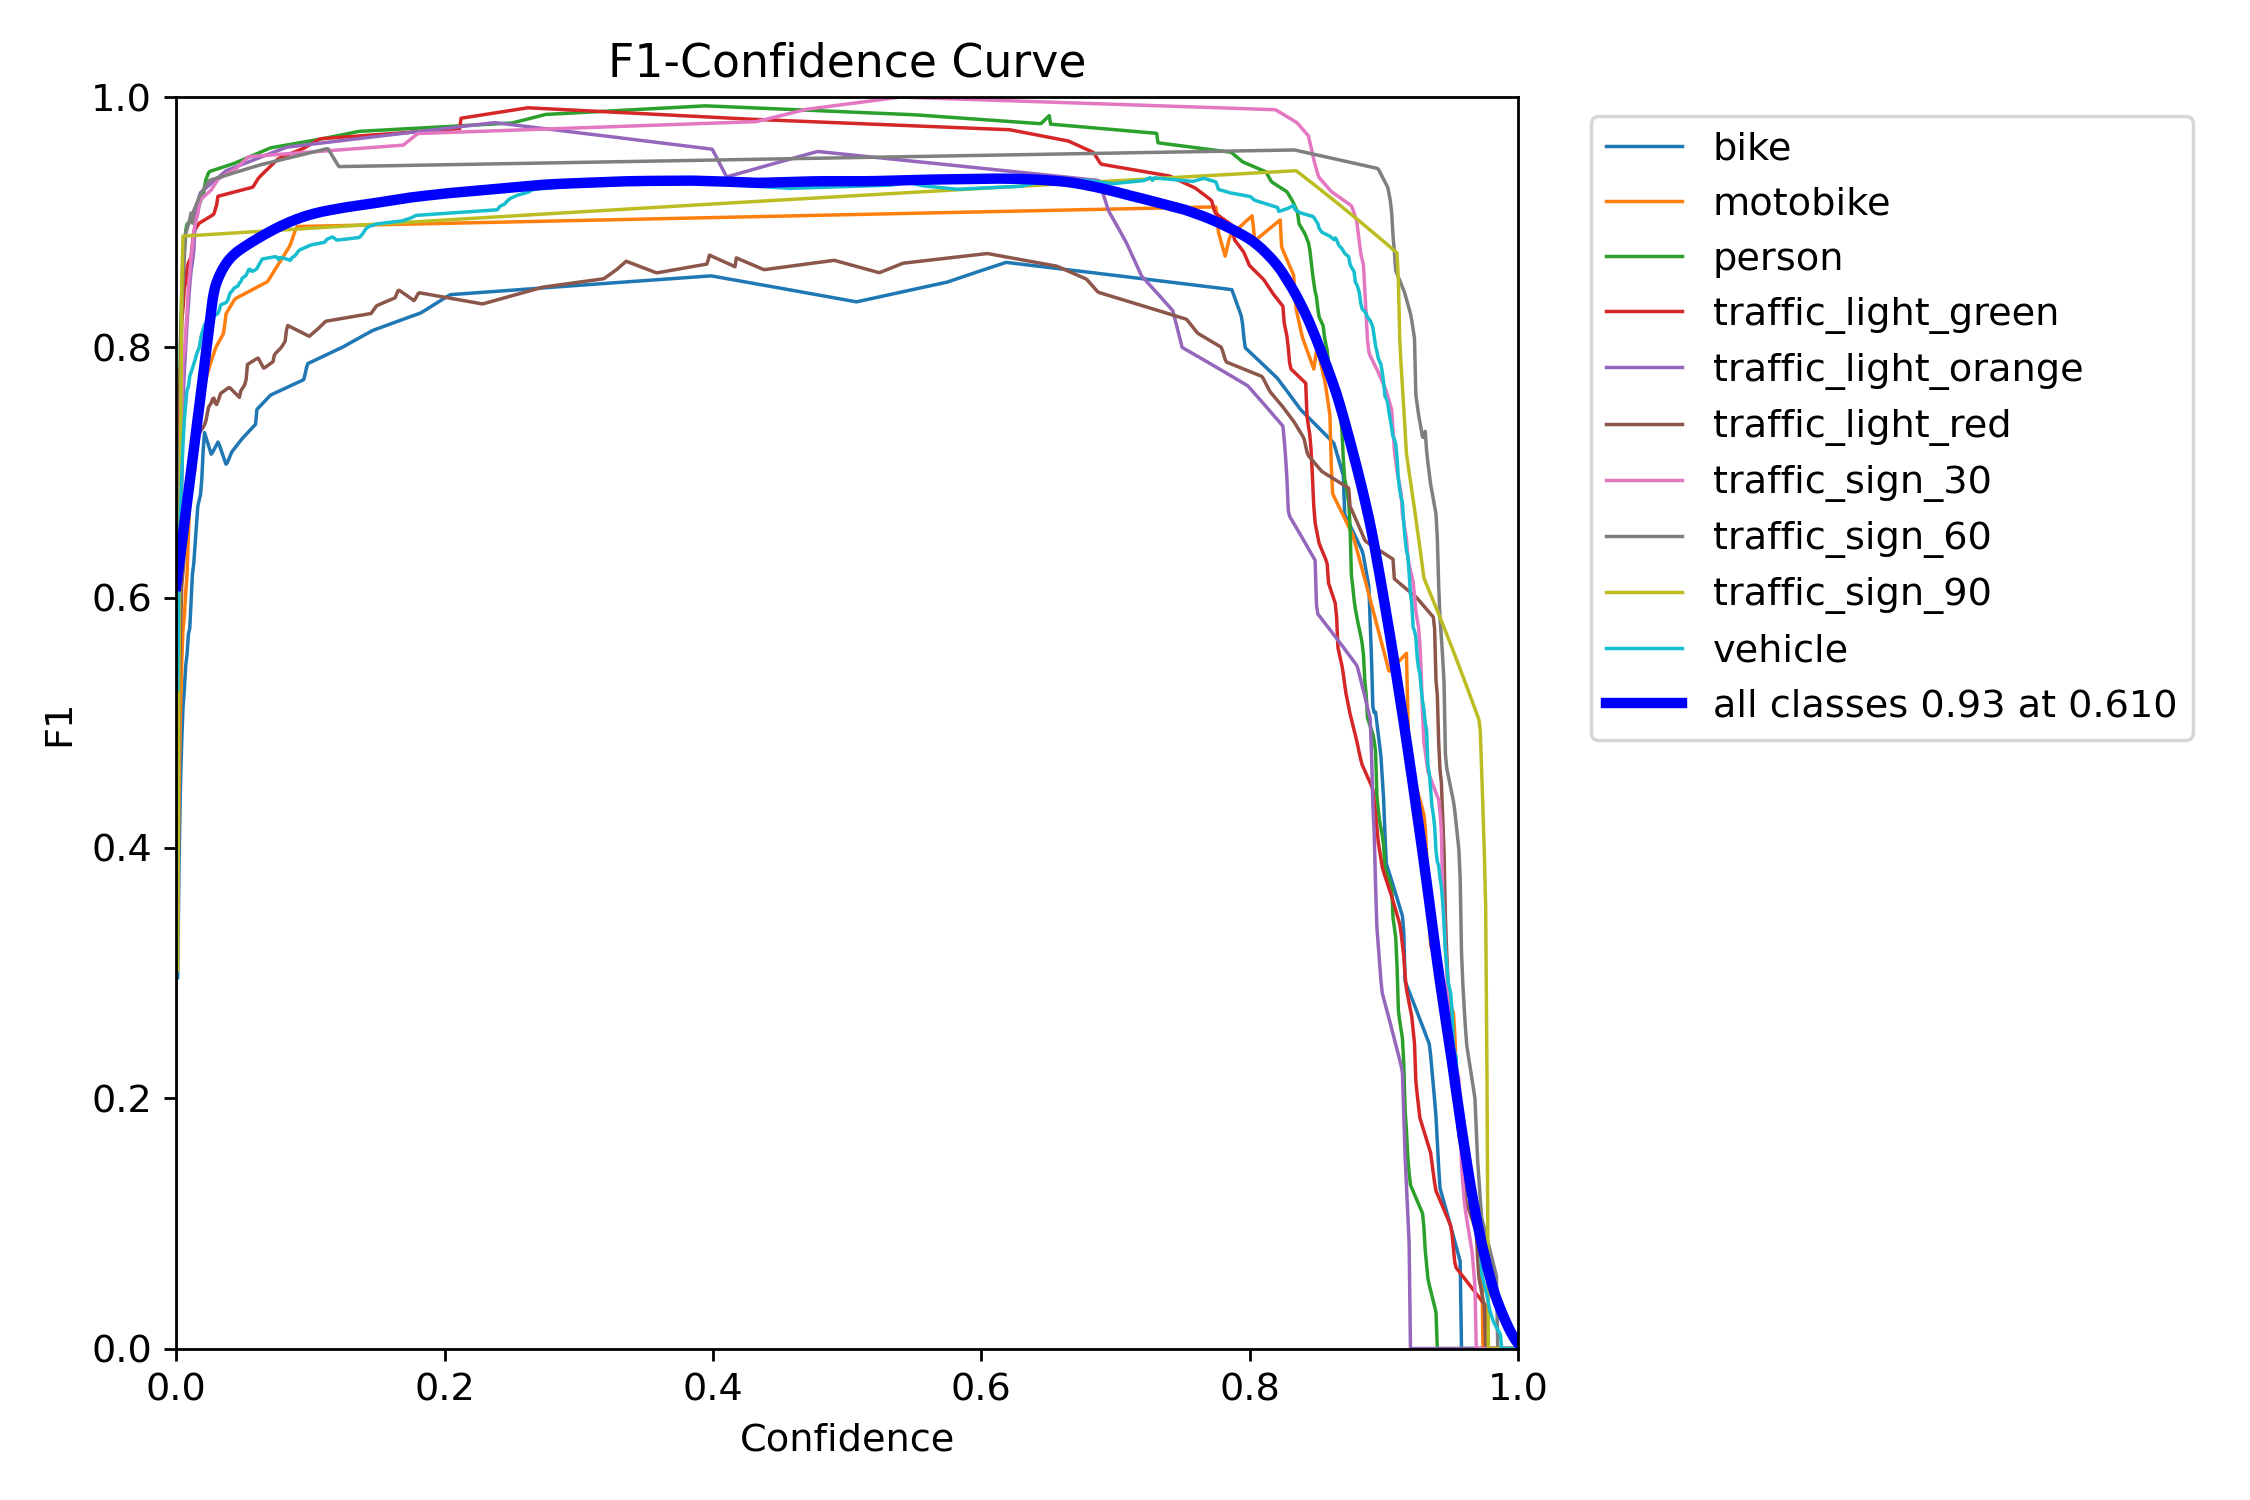 F1-Confidence Curve
1.0
0.8
0.6
0.4
0.2
0.0
F1
0.0 0.2 0.4 0.6 0.8 1.0
Confidence
bike
motobike
person
traffic_light_green
traffic_light_orange
traffic_light_red
traffic_sign_30
traffic_sign_60
traffic_sign_90
vehicle
all classes 0.93 at 0.610